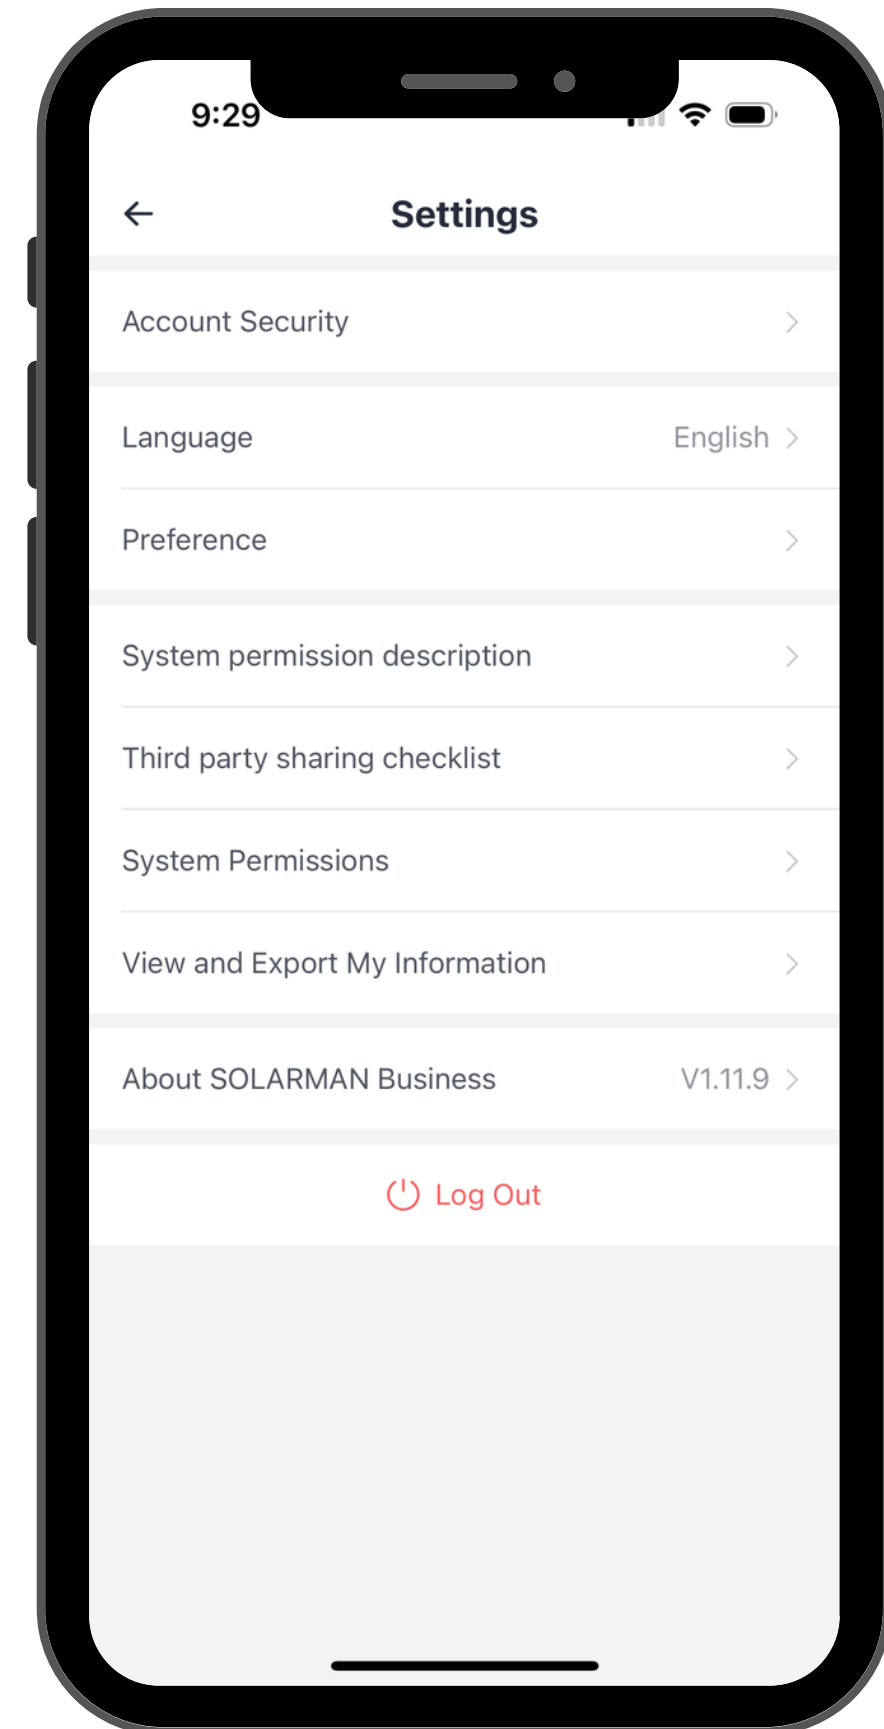 9:29
Settings
Account Security
Language English
Preference
System permission description
Third party sharing checklist
System Permissions
View and Export My Information
About SOLARMAN Business V1.11.9
Log Out